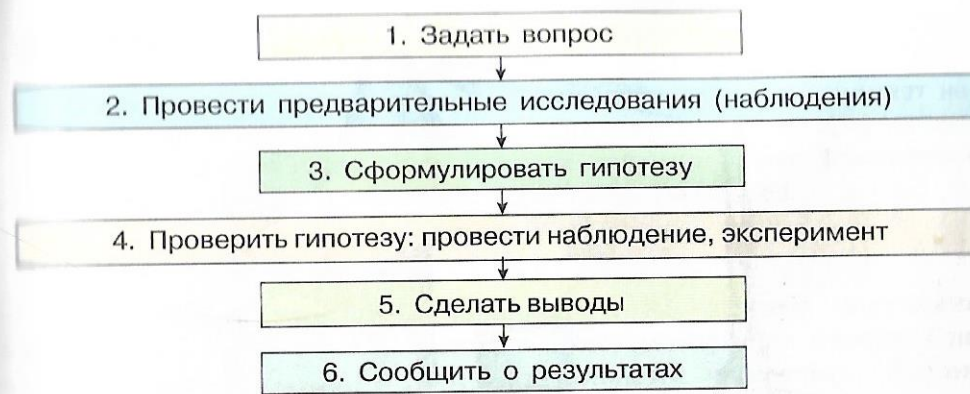 1. Задать вопрос
2. Провести предварительные исследования (наблюдения)
3. Сформулировать гипотезу
4. Проверить гипотезу: провести наблюдение, эксперимент
5. Сделать выводы
6. Сообщить о результатах